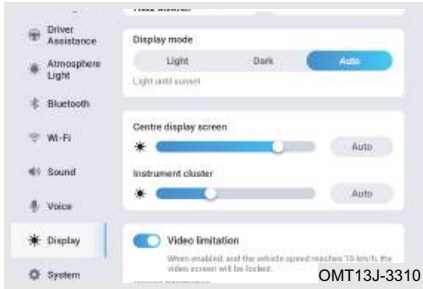 Driver
Assistance
Atmosphere
Light
Bluetooth
Wi-Fi
Sound
Voice
Display
System
Display mode
Light
Dark
Auto
Light until sunset
Centre display screen
Auto
Instrument cluster
Auto
Video limitation
When enabled, and the vehicle speed reaches 15 km/h, the
video screen will be locked.
OMT13J-3310